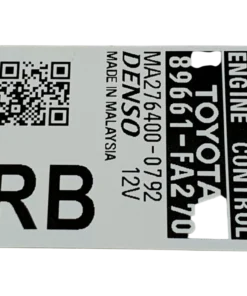 ENGINE CONTROL
TOYOTA
89661-FA270
MA276400-0792
DENSO 12V
MADE IN MALAYSIA
RB